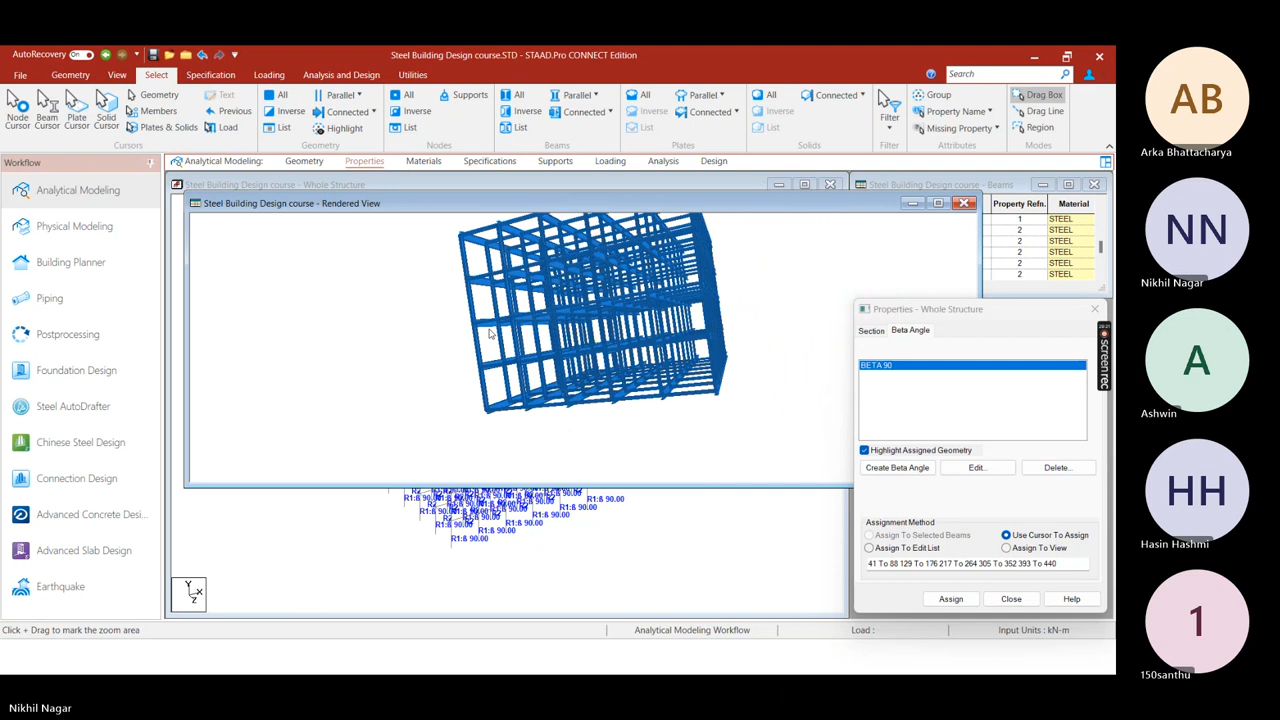 AutoRecovery On
Steel Building Design course.STD - STAAD.Pro CONNECT Edition
File Geometry View Select Specification Loading Analysis and Design Utilities
Search
Node Cursor
Beam Cursor
Plate Cursor
Solid Cursor
Geometry Text
Members Previous
Plates & Solids Load
Cursors
All Parallel
Inverse Connected
List Highlight
Geometry
All Supports
Inverse
List
Nodes
All Parallel
Inverse Connected
List
Beams
All Parallel
Inverse Connected
List
Plates
All Connected
Inverse
List
Solids
Filter
Filter
Group
Property Name
Missing Property
Attributes
Drag Box
Drag Line
Region
Modes
Workflow
Analytical Modeling: Geometry Properties Materials Specifications Supports Loading Analysis Design
Analytical Modeling
Physical Modeling
Building Planner
Piping
Postprocessing
Foundation Design
Steel AutoDrafter
Chinese Steel Design
Connection Design
Advanced Concrete Desi...
Advanced Slab Design
Earthquake
Steel Building Design course - Whole Structure
Steel Building Design course - Rendered View
Steel Building Design course - Beams
Property Refn. Material
1 STEEL
2 STEEL
2 STEEL
2 STEEL
2 STEEL
2 STEEL
Properties - Whole Structure
Section Beta Angle
BETA 90
Highlight Assigned Geometry
Create Beta Angle Edit... Delete...
Assignment Method
Assign To Selected Beams Use Cursor To Assign
Assign To Edit List Assign To View
41 To 88 129 To 176 217 To 264 305 To 352 393 To 440
Assign Close Help
screen rec
Y
X
Z
Click + Drag to mark the zoom area
Analytical Modeling Workflow
Load :
Input Units : kN-m
AB
Arka Bhattacharya
NN
Nikhil Nagar
A
Ashwin
HH
Hasin Hashmi
1
150santhu
Nikhil Nagar